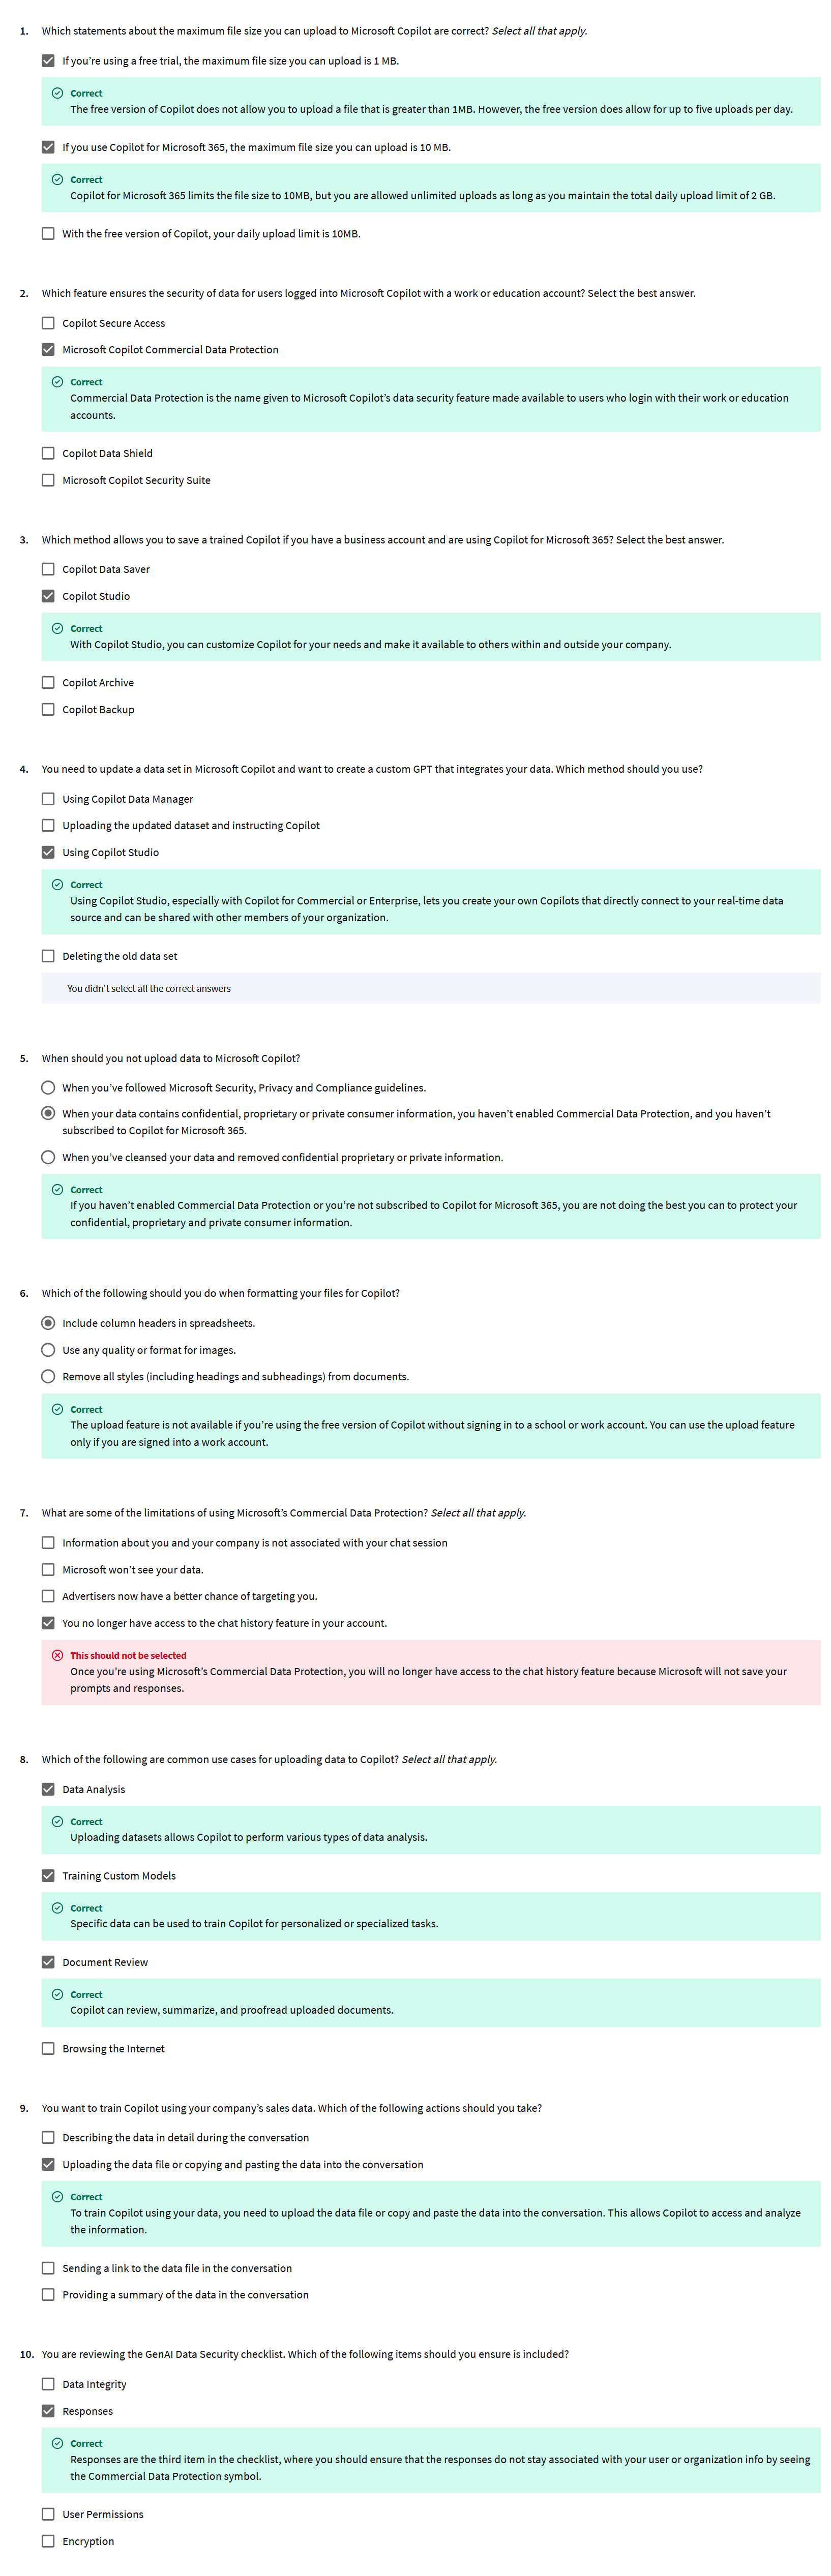 1. Which statements about the maximum file size you can upload to Microsoft Copilot are correct? Select all that apply.
If you're using a free trial, the maximum file size you can upload is 1 MB.
Correct
The free version of Copilot does not allow you to upload a file that is greater than 1MB. However, the free version does allow for up to five uploads per day.
If you use Copilot for Microsoft 365, the maximum file size you can upload is 10 MB.
Correct
Copilot for Microsoft 365 limits the file size to 10MB, but you are allowed unlimited uploads as long as you maintain the total daily upload limit of 2 GB.
With the free version of Copilot, your daily upload limit is 10MB.
2. Which feature ensures the security of data for users logged into Microsoft Copilot with a work or education account? Select the best answer.
Copilot Secure Access
Microsoft Copilot Commercial Data Protection
Correct
Commercial Data Protection is the name given to Microsoft Copilot's data security feature made available to users who login with their work or education
accounts.
Copilot Data Shield
Microsoft Copilot Security Suite
3. Which method allows you to save a trained Copilot if you have a business account and are using Copilot for Microsoft 365? Select the best answer.
Copilot Data Saver
Copilot Studio
Correct
With Copilot Studio, you can customize Copilot for your needs and make it available to others within and outside your company.
Copilot Archive
Copilot Backup
4. You need to update a data set in Microsoft Copilot and want to create a custom GPT that integrates your data. Which method should you use?
Using Copilot Data Manager
Uploading the updated dataset and instructing Copilot
Using Copilot Studio
Correct
Using Copilot Studio, especially with Copilot for Commercial or Enterprise, lets you create your own Copilots that directly connect to your real-time data
source and can be shared with other members of your organization.
Deleting the old data set
You didn't select all the correct answers
5. When should you not upload data to Microsoft Copilot?
When you've followed Microsoft Security, Privacy and Compliance guidelines.
When your data contains confidential, proprietary or private consumer information, you haven't enabled Commercial Data Protection, and you haven't
subscribed to Copilot for Microsoft 365.
When you've cleansed your data and removed confidential proprietary or private information.
Correct
If you haven't enabled Commercial Data Protection or you're not subscribed to Copilot for Microsoft 365, you are not doing the best you can to protect your
confidential, proprietary and private consumer information.
6. Which of the following should you do when formatting your files for Copilot?
Include column headers in spreadsheets.
Use any quality or format for images.
Remove all styles (including headings and subheadings) from documents.
Correct
The upload feature is not available if you're using the free version of Copilot without signing in to a school or work account. You can use the upload feature
only if you are signed into a work account.
7. What are some of the limitations of using Microsoft's Commercial Data Protection? Select all that apply.
Information about you and your company is not associated with your chat session
Microsoft won't see your data.
Advertisers now have a better chance of targeting you.
You no longer have access to the chat history feature in your account.
This should not be selected
Once you're using Microsoft's Commercial Data Protection, you will no longer have access to the chat history feature because Microsoft will not save your
prompts and responses.
8. Which of the following are common use cases for uploading data to Copilot? Select all that apply.
Data Analysis
Correct
Uploading datasets allows Copilot to perform various types of data analysis.
Training Custom Models
Correct
Specific data can be used to train Copilot for personalized or specialized tasks.
Document Review
Correct
Copilot can review, summarize, and proofread uploaded documents.
Browsing the Internet
9. You want to train Copilot using your company's sales data. Which of the following actions should you take?
Describing the data in detail during the conversation
Uploading the data file or copying and pasting the data into the conversation
Correct
To train Copilot using your data, you need to upload the data file or copy and paste the data into the conversation. This allows Copilot to access and analyze
the information.
Sending a link to the data file in the conversation
Providing a summary of the data in the conversation
10. You are reviewing the GenAI Data Security checklist. Which of the following items should you ensure is included?
Data Integrity
Responses
Correct
Responses are the third item in the checklist, where you should ensure that the responses do not stay associated with your user or organization info by seeing
the Commercial Data Protection symbol.
User Permissions
Encryption